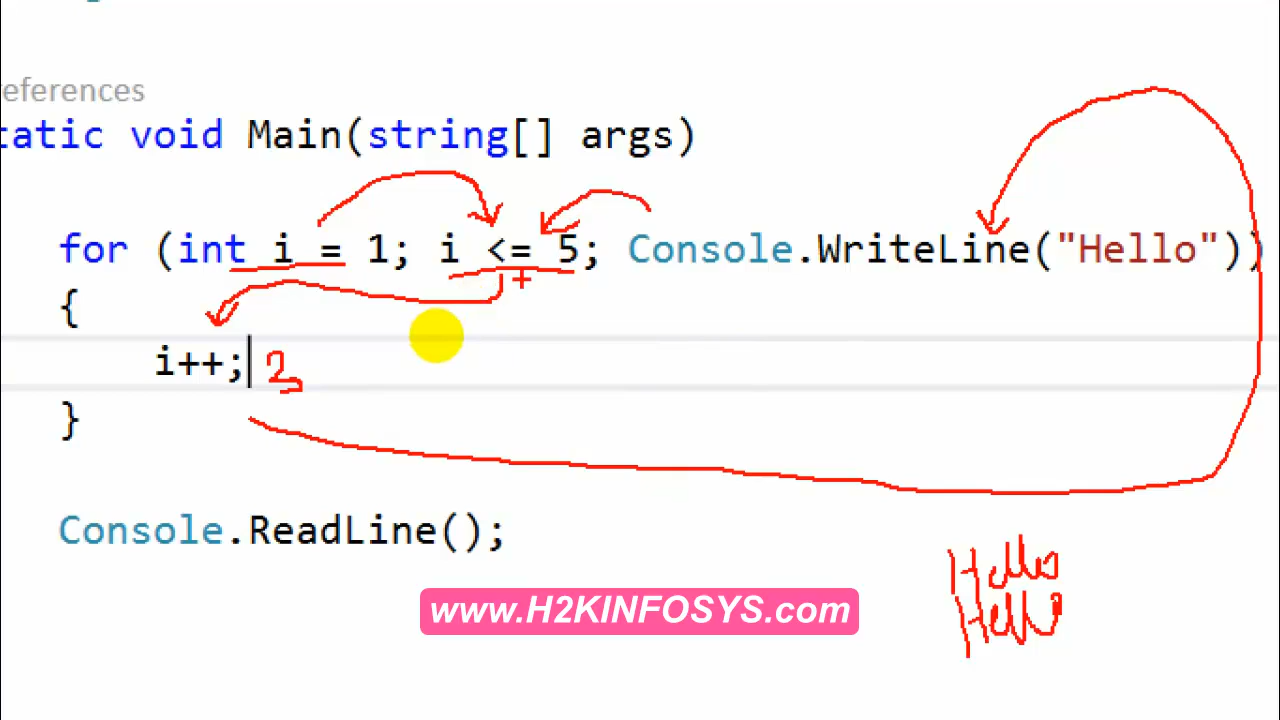 eferences
tatic void Main(string[] args)
for (int i = 1; i <= 5; Console.WriteLine("Hello"))
+
{
i++; 2
}
Console.ReadLine();
Hello
Hello
www.H2KINFOSYS.com